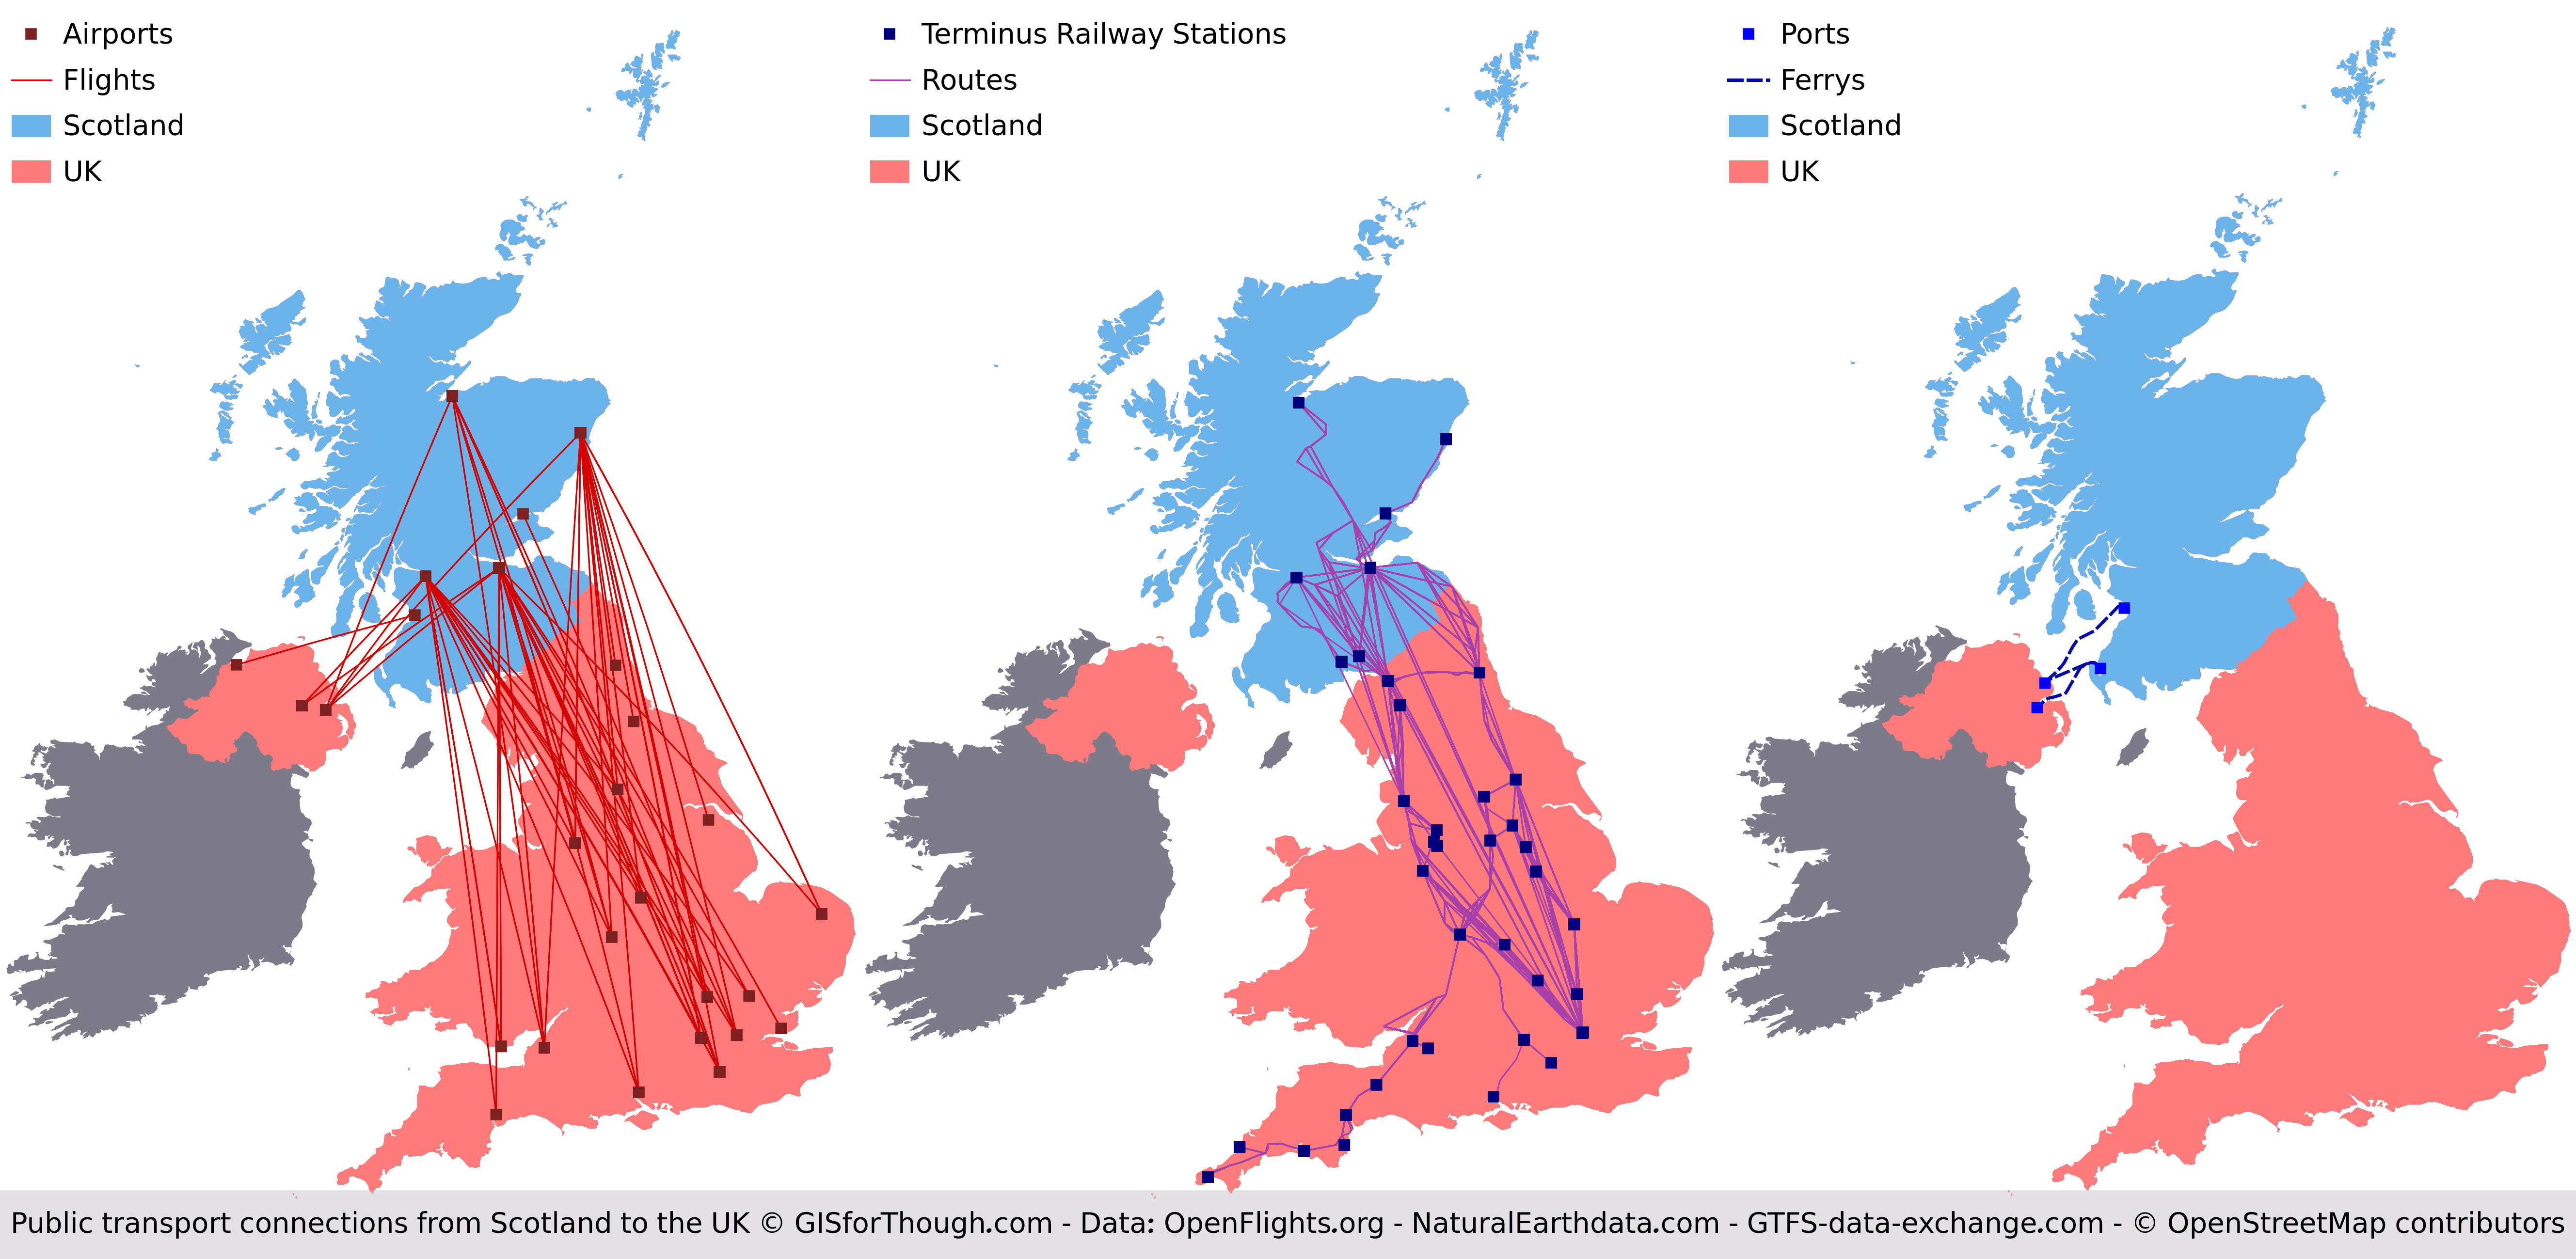 Airports
Flights
Scotland
UK
Terminus Railway Stations
Routes
Scotland
UK
Ports
Ferrys
Scotland
UK
Public transport connections from Scotland to the UK © GISforThough.com - Data: OpenFlights.org - NaturalEarthdata.com - GTFS-data-exchange.com - © OpenStreetMap contributors